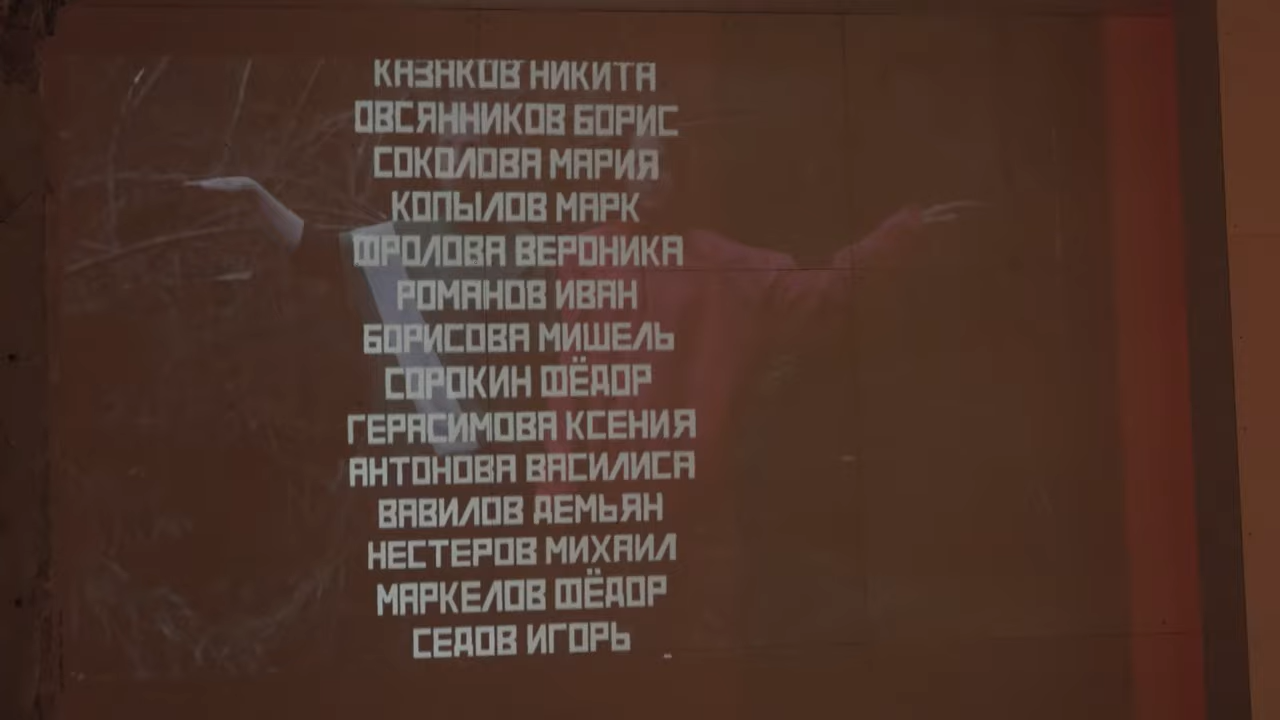 КАЗАКОВ НИКИТА
ОВСЯННИКОВ БОРИС
СОКОЛОВА МАРИЯ
КОПЫЛОВ МАРК
ФРОЛОВА ВЕРОНИКА
РОМАНОВ ИВАН
БОРИСОВА МИШЕЛЬ
СОРОКИН ФЁДОР
ГЕРАСИМОВА КСЕНИЯ
АНТОНОВА ВАСИЛИСА
ВАВИЛОВ ДЕМЬЯН
НЕСТЕРОВ МИХАИЛ
МАРКЕЛОВ ФЁДОР
СЕДОВ ИГОРЬ